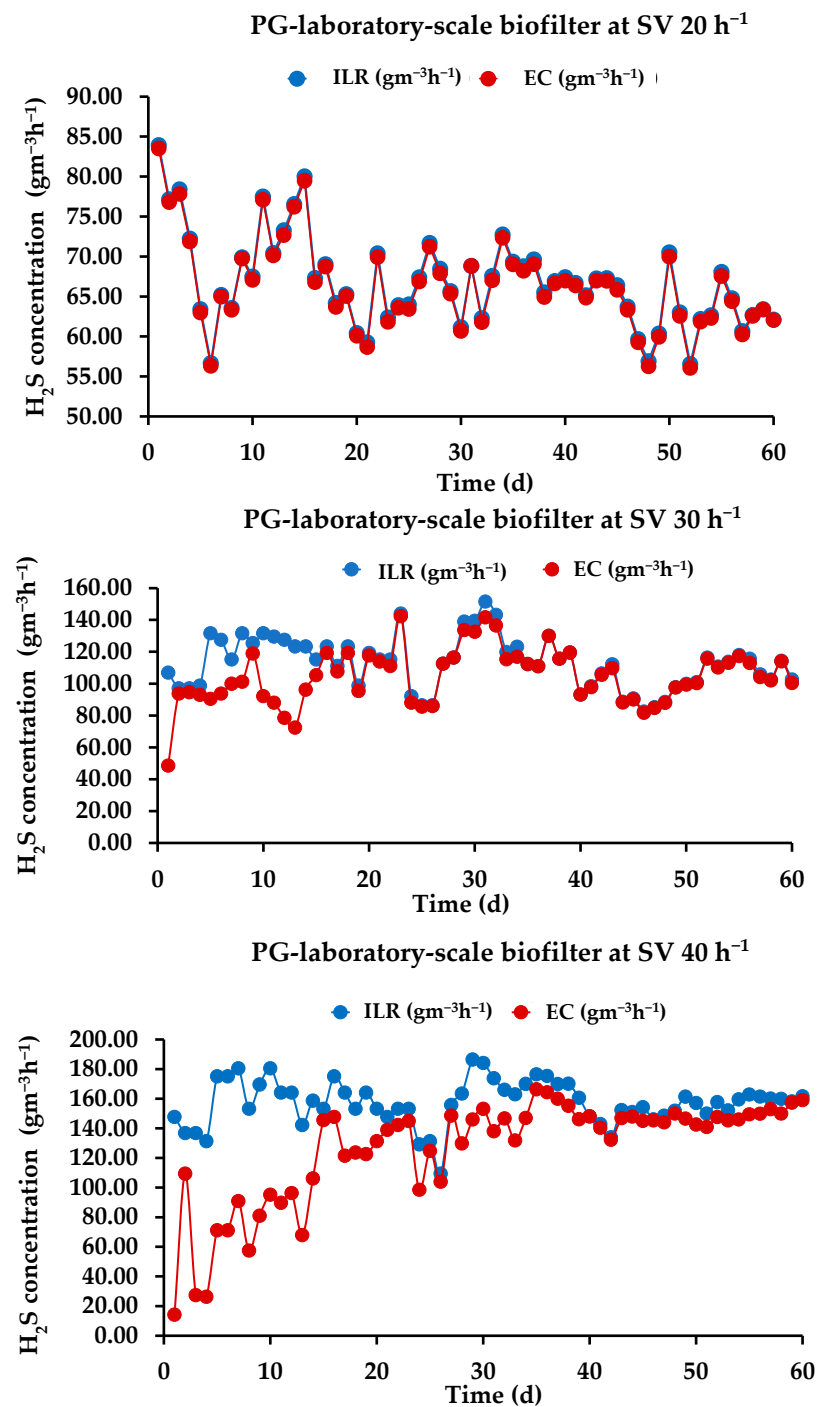 PG-laboratory-scale biofilter at SV 20 h⁻¹
ILR (gm⁻³h⁻¹) EC (gm⁻³h⁻¹)
H₂S concentration (gm⁻³h⁻¹)
90.00
85.00
80.00
75.00
70.00
65.00
60.00
55.00
50.00
0 10 20 30 40 50 60
Time (d)
PG-laboratory-scale biofilter at SV 30 h⁻¹
ILR (gm⁻³h⁻¹) EC (gm⁻³h⁻¹)
H₂S concentration (gm⁻³h⁻¹)
160.00
140.00
120.00
100.00
80.00
60.00
40.00
20.00
0.00
0 10 20 30 40 50 60
Time (d)
PG-laboratory-scale biofilter at SV 40 h⁻¹
ILR (gm⁻³h⁻¹) EC (gm⁻³h⁻¹)
H₂S concentration (gm⁻³h⁻¹)
200.00
180.00
160.00
140.00
120.00
100.00
80.00
60.00
40.00
20.00
0.00
0 10 20 30 40 50 60
Time (d)